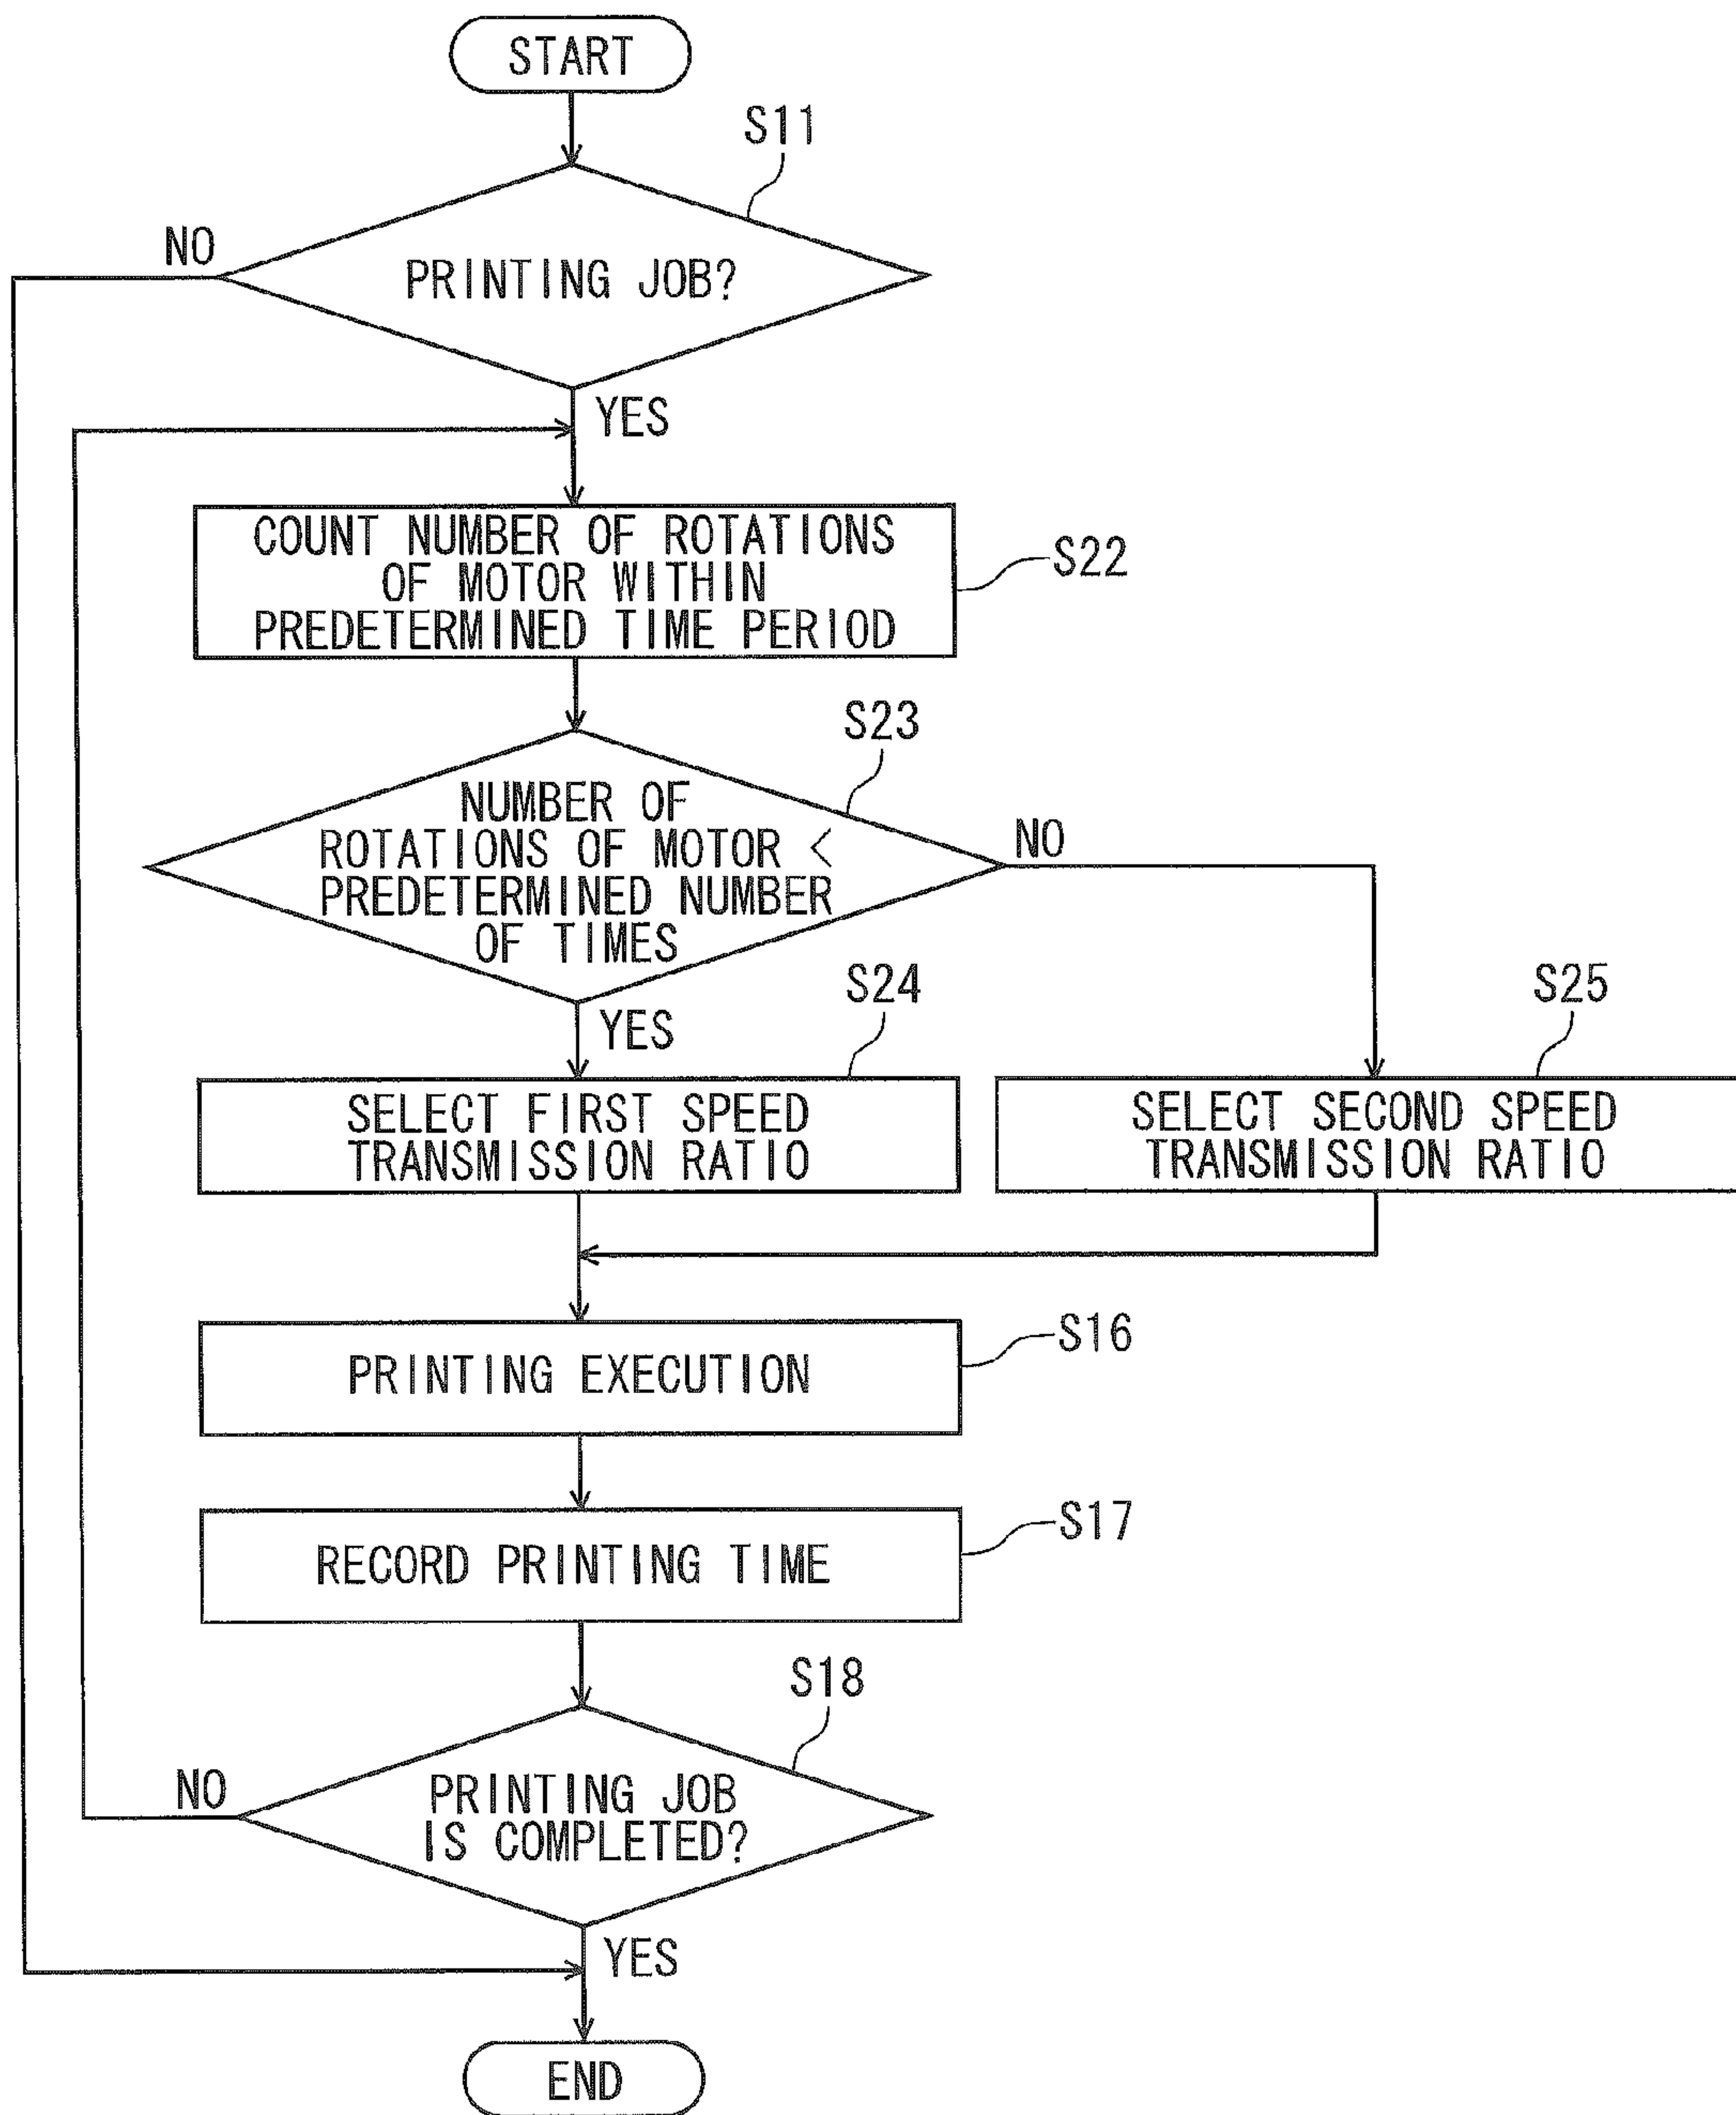 START
S11
NO
PRINTING JOB?
YES
COUNT NUMBER OF ROTATIONS
OF MOTOR WITHIN
PREDETERMINED TIME PERIOD
S22
S23
NUMBER OF
ROTATIONS OF MOTOR <
PREDETERMINED NUMBER
OF TIMES
NO
YES
S24
S25
SELECT FIRST SPEED
TRANSMISSION RATIO
SELECT SECOND SPEED
TRANSMISSION RATIO
PRINTING EXECUTION
S16
RECORD PRINTING TIME
S17
S18
NO
PRINTING JOB
IS COMPLETED?
YES
END